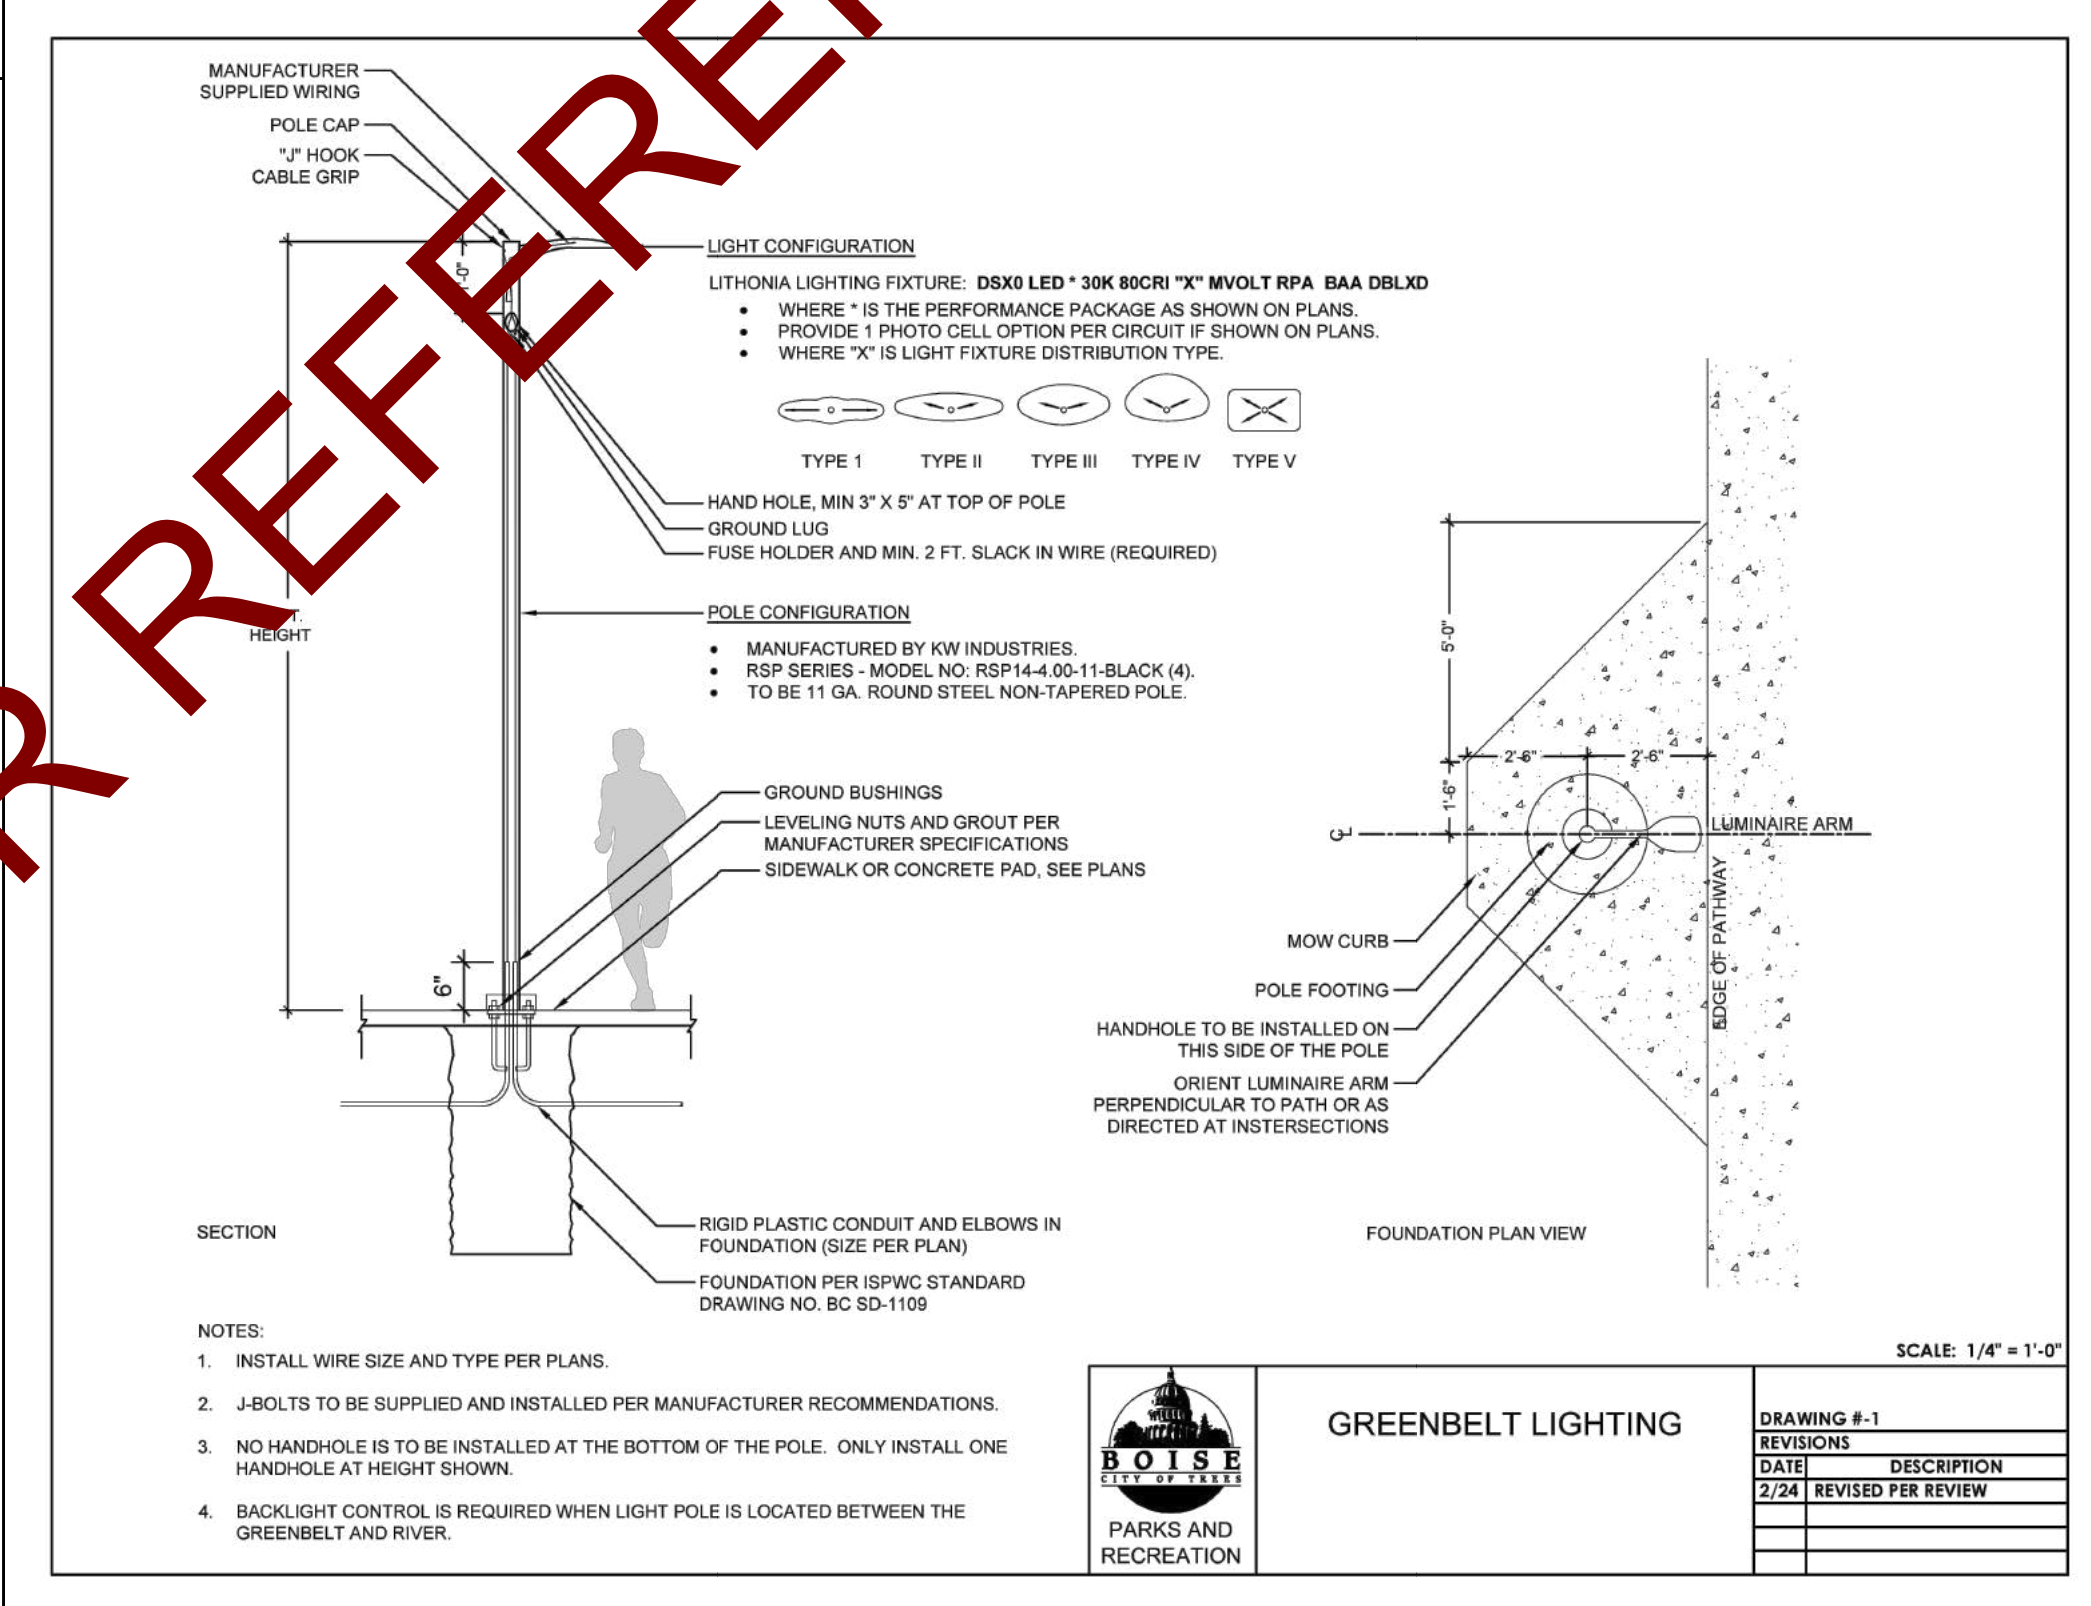 MANUFACTURER
SUPPLIED WIRING
POLE CAP
"J" HOOK
CABLE GRIP
LIGHT CONFIGURATION
LITHONIA LIGHTING FIXTURE: DSX0 LED * 30K 80CRI "X" MVOLT RPA BAA DBLXD
• WHERE * IS THE PERFORMANCE PACKAGE AS SHOWN ON PLANS.
• PROVIDE 1 PHOTO CELL OPTION PER CIRCUIT IF SHOWN ON PLANS.
• WHERE "X" IS LIGHT FIXTURE DISTRIBUTION TYPE.
TYPE 1 TYPE II TYPE III TYPE IV TYPE V
HAND HOLE, MIN 3" X 5" AT TOP OF POLE
GROUND LUG
FUSE HOLDER AND MIN. 2 FT. SLACK IN WIRE (REQUIRED)
HEIGHT
POLE CONFIGURATION
• MANUFACTURED BY KW INDUSTRIES.
• RSP SERIES - MODEL NO: RSP14-4.00-11-BLACK (4).
• TO BE 11 GA. ROUND STEEL NON-TAPERED POLE.
GROUND BUSHINGS
LEVELING NUTS AND GROUT PER
MANUFACTURER SPECIFICATIONS
SIDEWALK OR CONCRETE PAD, SEE PLANS
6"
RIGID PLASTIC CONDUIT AND ELBOWS IN
FOUNDATION (SIZE PER PLAN)
FOUNDATION PER ISPWC STANDARD
DRAWING NO. BC SD-1109
SECTION
5'-0"
2'-6" 2'-6"
1'-6"
CL
LUMINAIRE ARM
EDGE OF PATHWAY
MOW CURB
POLE FOOTING
HANDHOLE TO BE INSTALLED ON
THIS SIDE OF THE POLE
ORIENT LUMINAIRE ARM
PERPENDICULAR TO PATH OR AS
DIRECTED AT INSTERSECTIONS
FOUNDATION PLAN VIEW
NOTES:
1. INSTALL WIRE SIZE AND TYPE PER PLANS.
2. J-BOLTS TO BE SUPPLIED AND INSTALLED PER MANUFACTURER RECOMMENDATIONS.
3. NO HANDHOLE IS TO BE INSTALLED AT THE BOTTOM OF THE POLE. ONLY INSTALL ONE
HANDHOLE AT HEIGHT SHOWN.
4. BACKLIGHT CONTROL IS REQUIRED WHEN LIGHT POLE IS LOCATED BETWEEN THE
GREENBELT AND RIVER.
SCALE: 1/4" = 1'-0"
BOISE
CITY OF TREES
PARKS AND
RECREATION
GREENBELT LIGHTING
DRAWING #-1
REVISIONS
DATE DESCRIPTION
2/24 REVISED PER REVIEW
R REFERE